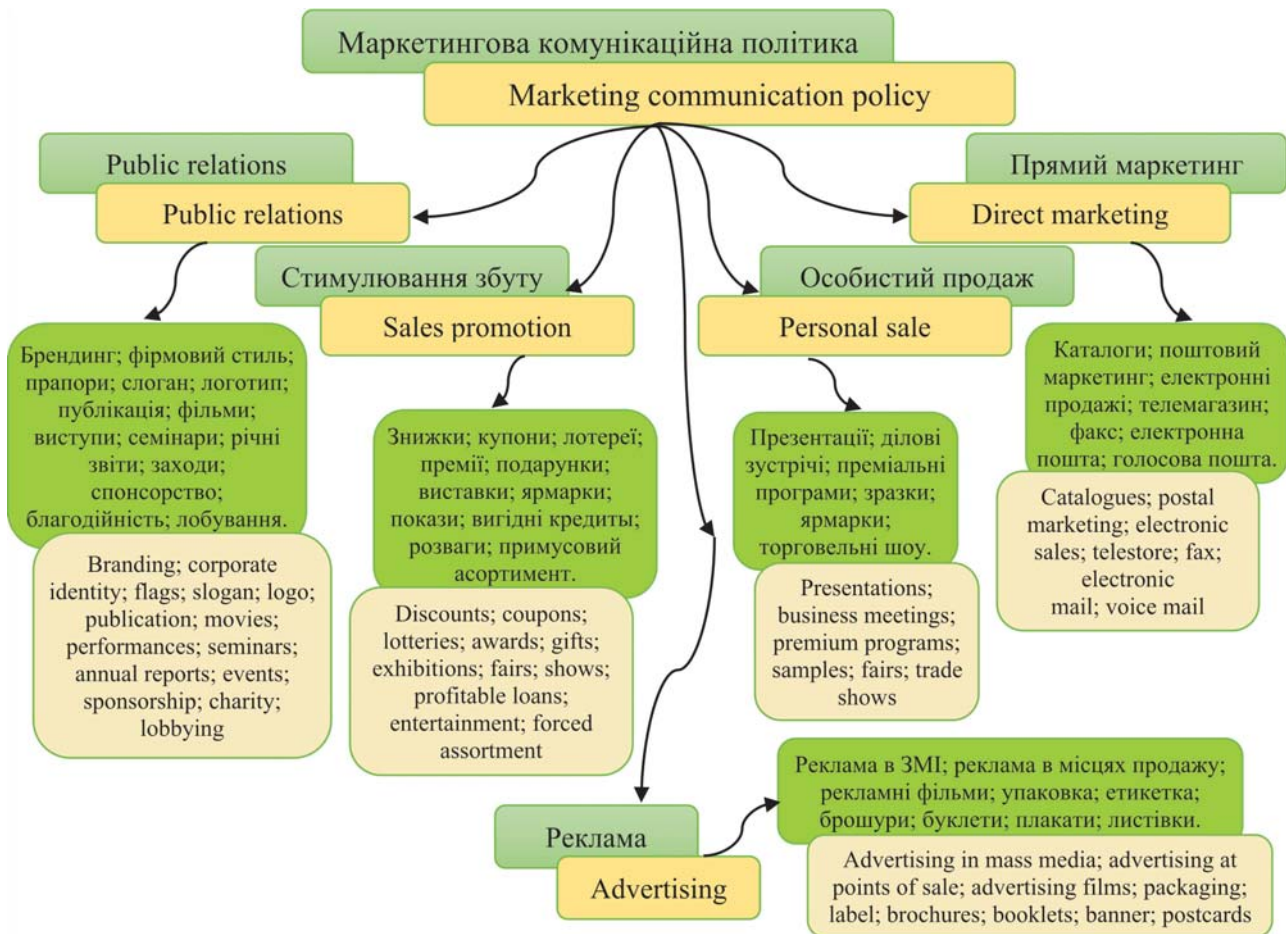 Маркетингова комунікаційна політика
Marketing communication policy
Public relations
Public relations
Прямий маркетинг
Direct marketing
Стимулювання збуту
Sales promotion
Особистий продаж
Personal sale
Брендинг; фірмовий стиль;
прапори; слоган; логотип;
публікація; фільми;
виступи; семінари; річні
звіти; заходи;
спонсорство;
благодійність; лобування.
Branding; corporate
identity; flags; slogan; logo;
publication; movies;
performances; seminars;
annual reports; events;
sponsorship; charity;
lobbying
Знижки; купони; лотереї;
премії; подарунки;
виставки; ярмарки;
покази; вигідні кредиты;
розваги; примусовий
асортимент.
Discounts; coupons;
lotteries; awards; gifts;
exhibitions; fairs; shows;
profitable loans;
entertainment; forced
assortment
Презентації; ділові
зустрічі; преміальні
програми; зразки;
ярмарки;
торговельні шоу.
Presentations;
business meetings;
premium programs;
samples; fairs; trade
shows
Каталоги; поштовий
маркетинг; електронні
продажі; телемагазин;
факс; електронна
пошта; голосова пошта.
Catalogues; postal
marketing; electronic
sales; telestore; fax;
electronic
mail; voice mail
Реклама
Advertising
Реклама в ЗМІ; реклама в місцях продажу;
рекламні фільми; упаковка; етикетка;
брошури; буклети; плакати; листівки.
Advertising in mass media; advertising at
points of sale; advertising films; packaging;
label; brochures; booklets; banner; postcards